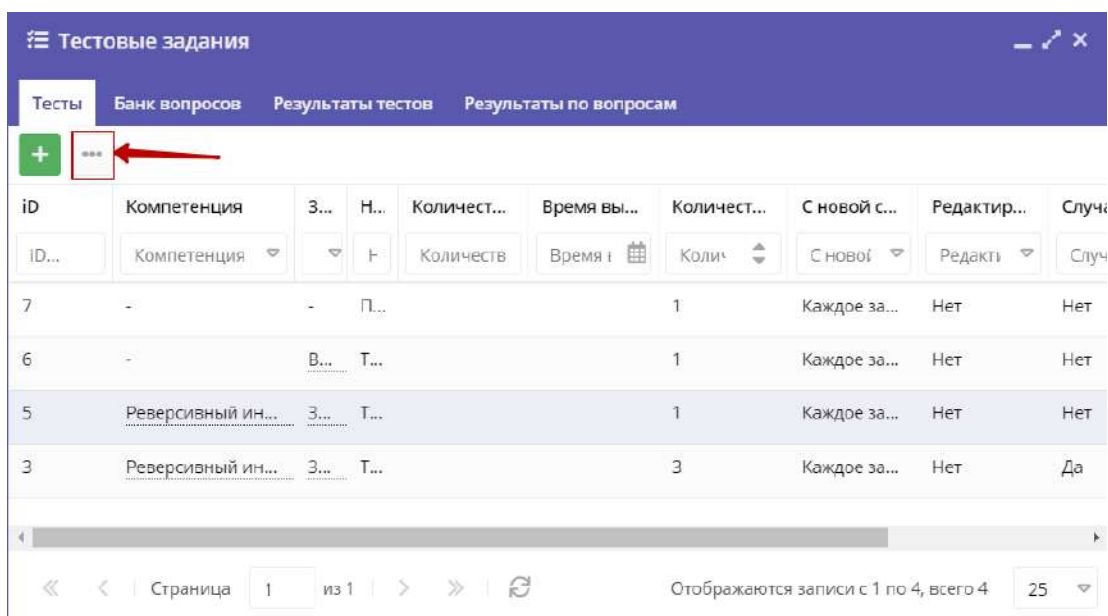 Тестовые задания
Тесты Банк вопросов Результаты тестов Результаты по вопросам
+ •••
iD Компетенция З... Н... Количест... Время вы... Количест... С новой с... Редактир... Случа
iD... Компетенция Количеств Время Колич С новой Редакти Случ
7 - - П... 1 Каждое за... Нет Нет
6 - В... Т... 1 Каждое за... Нет Нет
5 Реверсивный ин... З... Т... 1 Каждое за... Нет Нет
3 Реверсивный ин... З... Т... 3 Каждое за... Нет Да
Страница 1 из 1 Отображаются записи с 1 по 4, всего 4 25